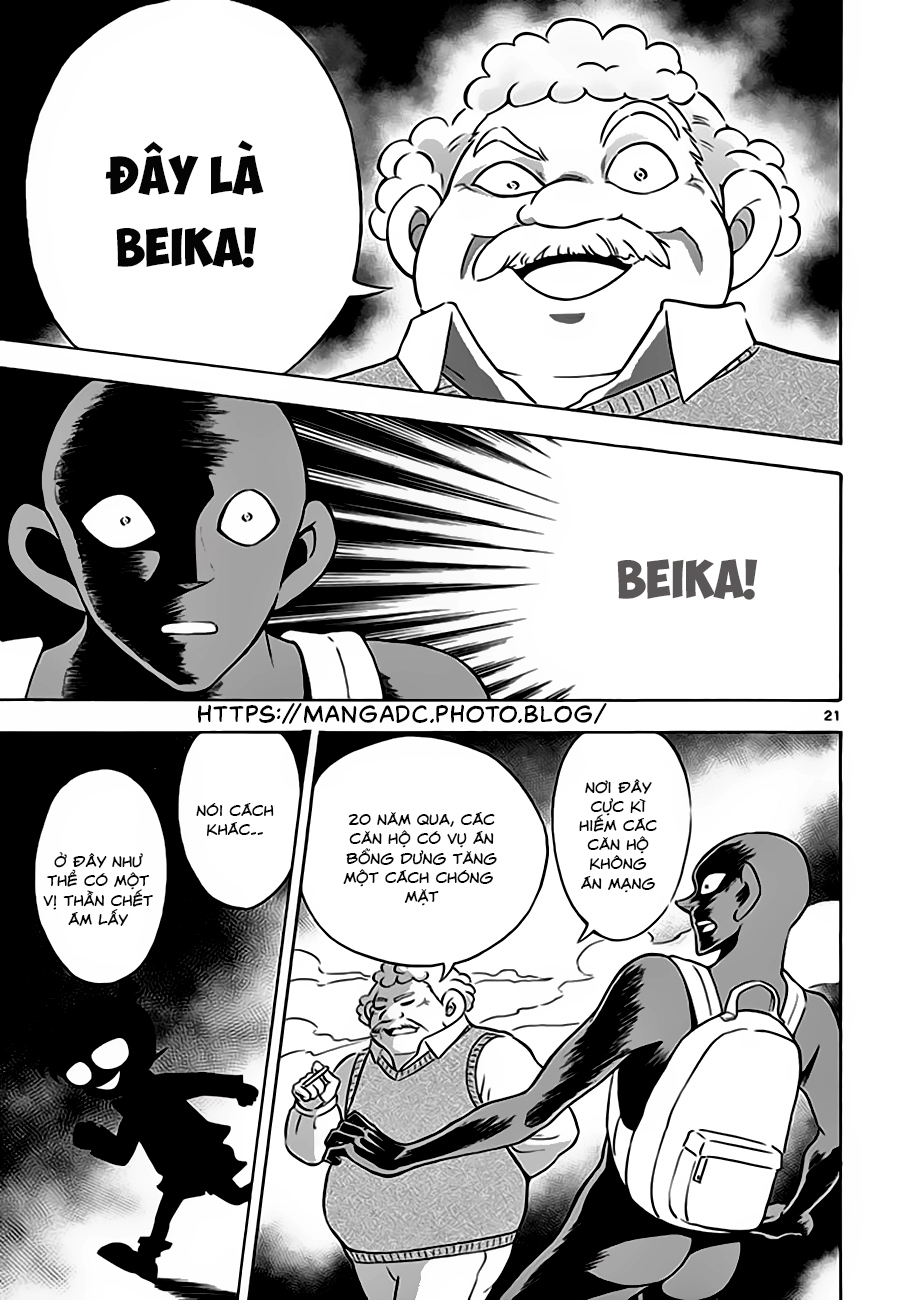 ĐÂY LÀ
BEIKA!
BEIKA!
HTTPS://MANGADC.PHOTO.BLOG/
21
NƠI ĐÂY
CỰC KÌ
HIẾM CÁC
CĂN HỘ
KHÔNG
ÁN MẠNG
20 NĂM QUA, CÁC
CĂN HỘ CÓ VỤ ÁN
BỖNG DƯNG TĂNG
MỘT CÁCH CHÓNG
MẶT
NÓI CÁCH
KHÁC--
Ở ĐÂY NHƯ
THỂ CÓ MỘT
VỊ THẦN CHẾT
ÁM LẤY